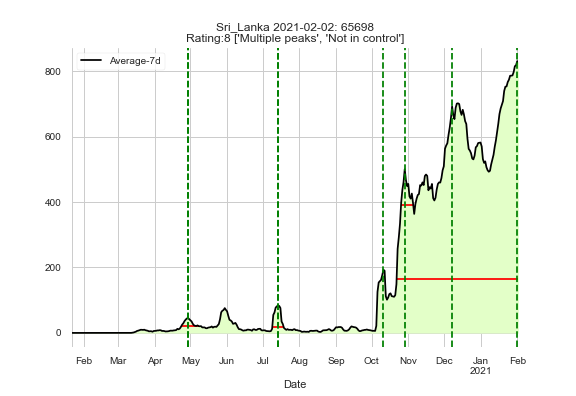 Sri_Lanka 2021-02-02: 65698
Rating:8 ['Multiple peaks', 'Not in control']
Average-7d
800
600
400
200
0
Feb Mar Apr May Jun Jul Aug Sep Oct Nov Dec Jan Feb
2021
Date